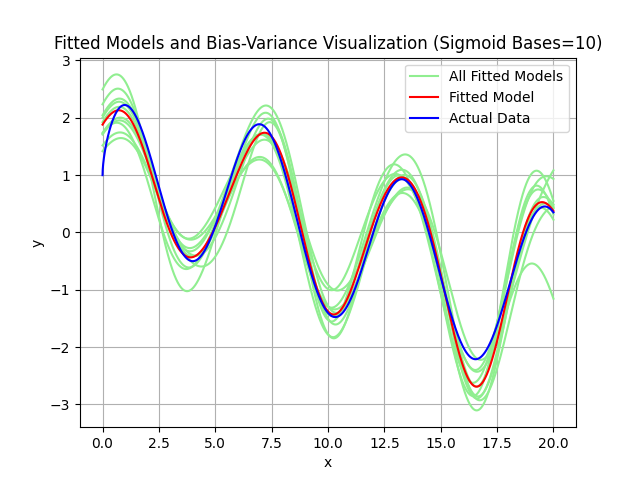 Fitted Models and Bias-Variance Visualization (Sigmoid Bases=10)
All Fitted Models
Fitted Model
Actual Data
3
2
1
0
−1
−2
−3
y
0.0 2.5 5.0 7.5 10.0 12.5 15.0 17.5 20.0
x